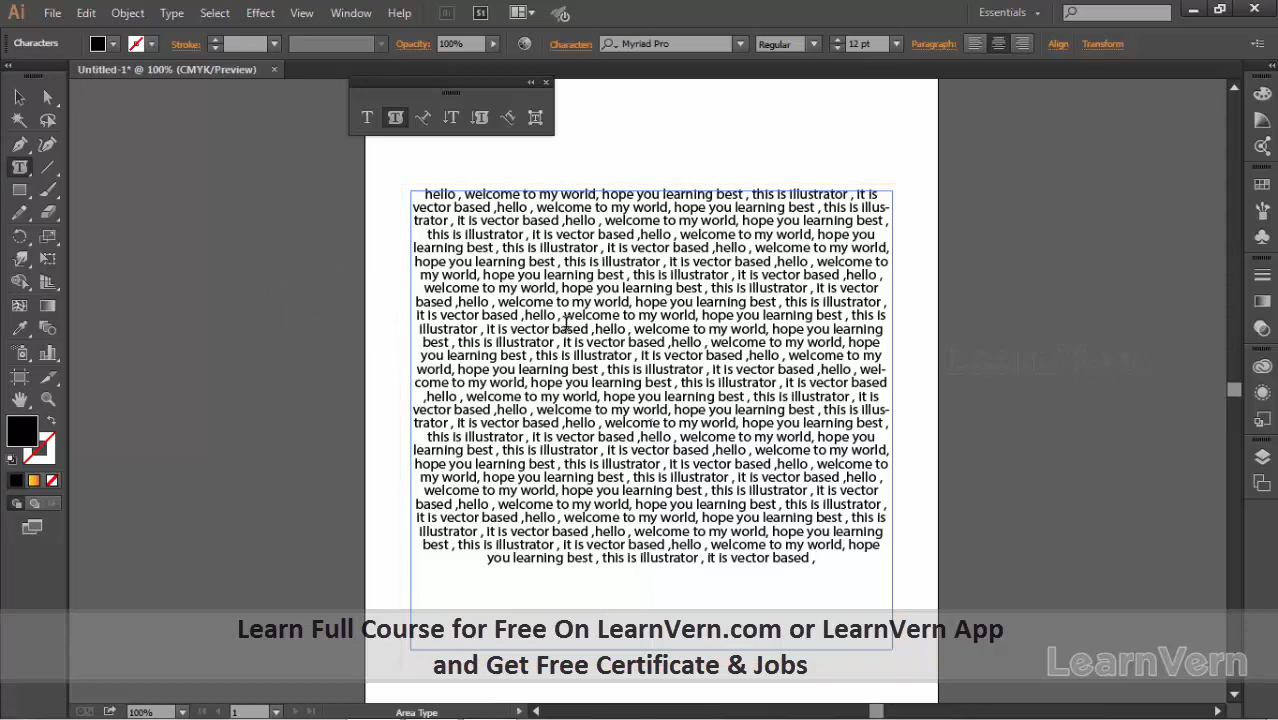 Ai File Edit Object Type Select Effect View Window Help Br St Essentials
Characters Stroke: Opacity: 100% Character: Myriad Pro Regular 12 pt Paragraph: Align Transform
Untitled-1* @ 100% (CMYK/Preview)
hello , welcome to my world, hope you learning best , this is illustrator , it is
vector based ,hello , welcome to my world, hope you learning best , this is illus-
trator , it is vector based ,hello , welcome to my world, hope you learning best ,
this is illustrator , it is vector based ,hello , welcome to my world, hope you
learning best , this is illustrator , it is vector based ,hello , welcome to my world,
hope you learning best , this is illustrator , it is vector based ,hello , welcome to
my world, hope you learning best , this is illustrator , it is vector based ,hello ,
welcome to my world, hope you learning best , this is illustrator , it is vector
based ,hello , welcome to my world, hope you learning best , this is illustrator ,
it is vector based ,hello , welcome to my world, hope you learning best , this is
illustrator , it is vector based ,hello , welcome to my world, hope you learning
best , this is illustrator , it is vector based ,hello , welcome to my world, hope
you learning best , this is illustrator , it is vector based ,hello , welcome to my
world, hope you learning best , this is illustrator , it is vector based ,hello , wel-
come to my world, hope you learning best , this is illustrator , it is vector based
,hello , welcome to my world, hope you learning best , this is illustrator , it is
vector based ,hello , welcome to my world, hope you learning best , this is illus-
trator , it is vector based ,hello , welcome to my world, hope you learning best ,
this is illustrator , it is vector based ,hello , welcome to my world, hope you
learning best , this is illustrator , it is vector based ,hello , welcome to my world,
hope you learning best , this is illustrator , it is vector based ,hello , welcome to
my world, hope you learning best , this is illustrator , it is vector based ,hello ,
welcome to my world, hope you learning best , this is illustrator , it is vector
based ,hello , welcome to my world, hope you learning best , this is illustrator ,
it is vector based ,hello , welcome to my world, hope you learning best , this is
illustrator , it is vector based ,hello , welcome to my world, hope you learning
best , this is illustrator , it is vector based ,hello , welcome to my world, hope
you learning best , this is illustrator , it is vector based ,
Learn Full Course for Free On LearnVern.com or LearnVern App
and Get Free Certificate & Jobs
LearnVern
100% 1 Area Type